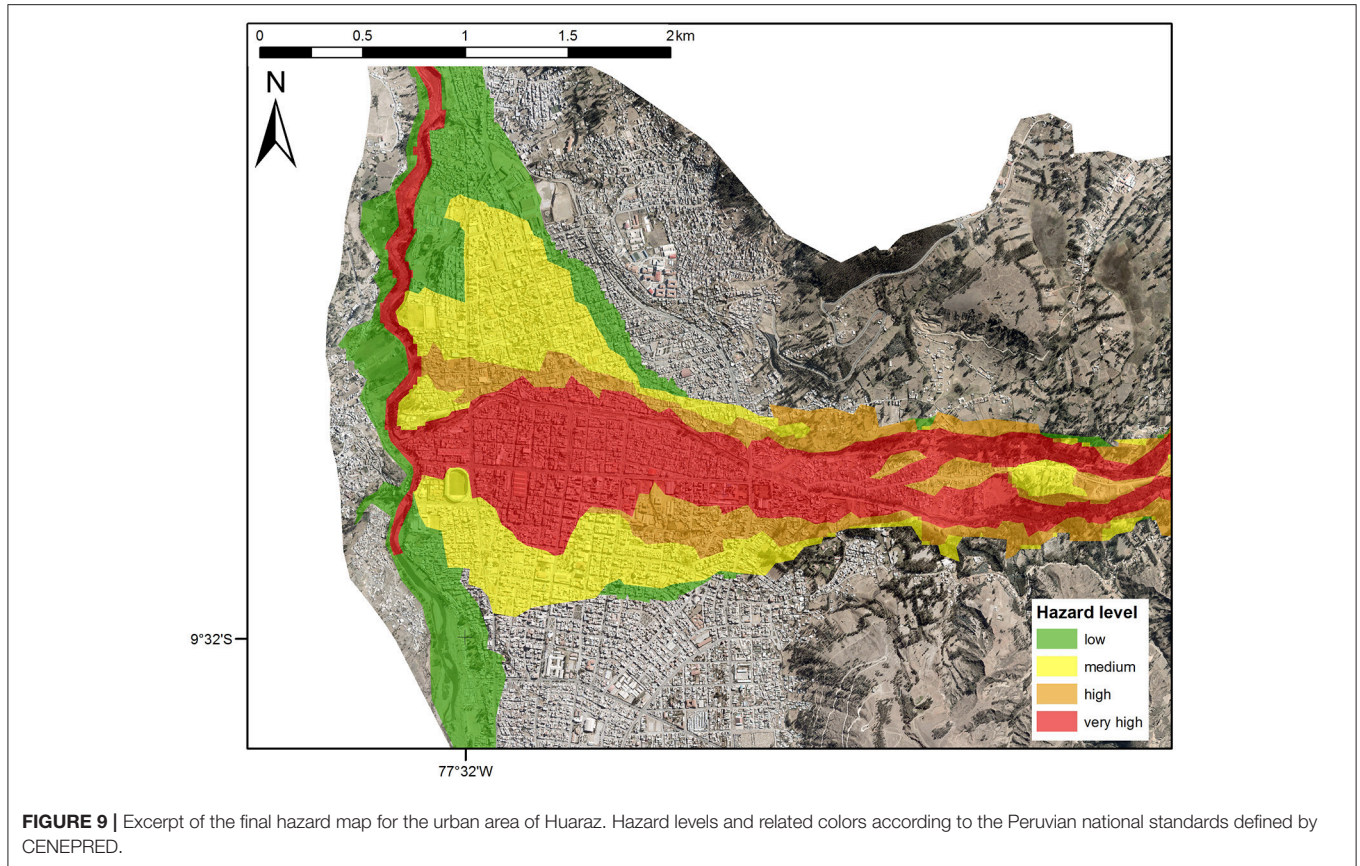 0 0.5 1 1.5 2 km
N
9°32'S
77°32'W
Hazard level
low
medium
high
very high
FIGURE 9 | Excerpt of the final hazard map for the urban area of Huaraz. Hazard levels and related colors according to the Peruvian national standards defined by
CENEPRED.